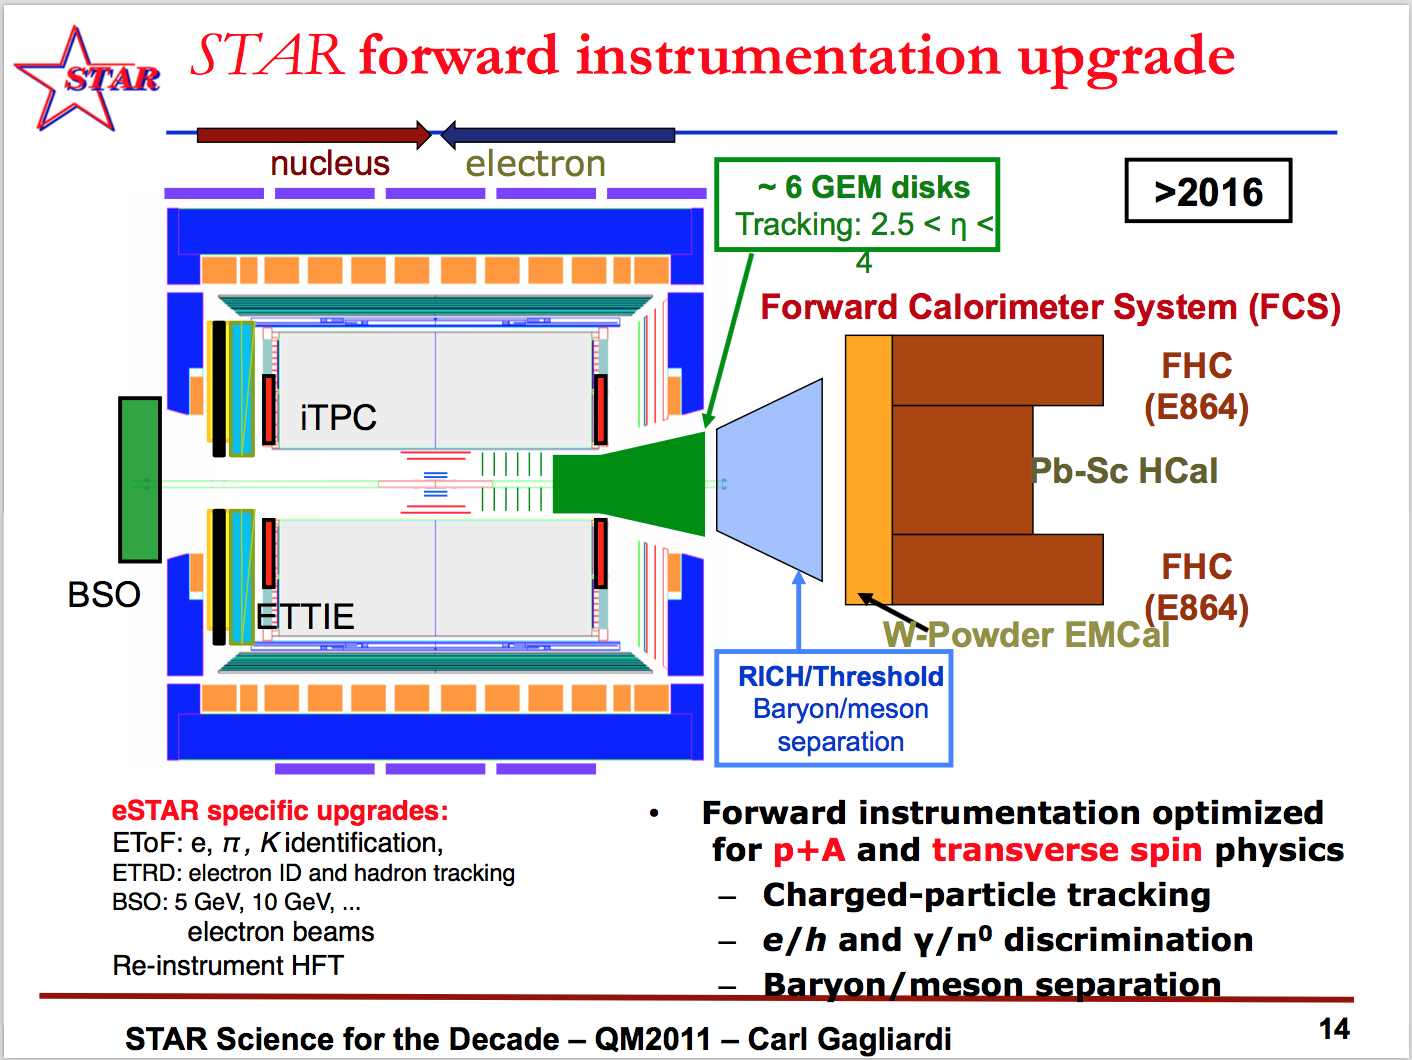 STAR
STAR forward instrumentation upgrade
nucleus
electron
~ 6 GEM disks
Tracking: 2.5 < η <
4
>2016
Forward Calorimeter System (FCS)
FHC
(E864)
iTPC
Pb-Sc HCal
FHC
(E864)
BSO
ETTIE
W-Powder EMCal
RICH/Threshold
Baryon/meson
separation
eSTAR specific upgrades:
EToF: e, π , K identification,
ETRD: electron ID and hadron tracking
BSO: 5 GeV, 10 GeV, ...
electron beams
Re-instrument HFT
• Forward instrumentation optimized
for p+A and transverse spin physics
– Charged-particle tracking
– e/h and γ/π⁰ discrimination
– Baryon/meson separation
STAR Science for the Decade – QM2011 – Carl Gagliardi
14